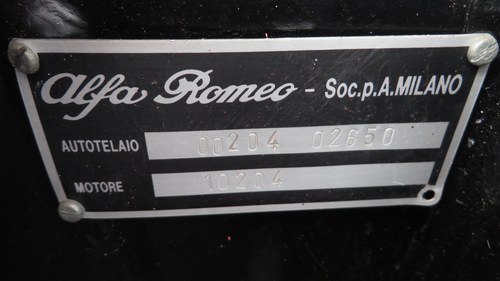 Alfa Romeo - Soc.p.A.MILANO
AUTOTELAIO 00204 02650
MOTORE 10204